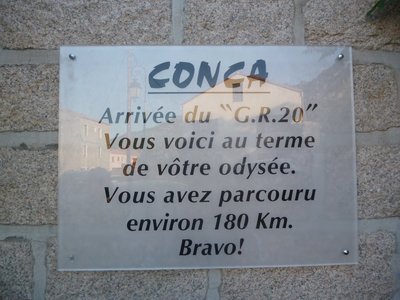 CONCA
Arrivée du "G.R.20"
Vous voici au terme
de vôtre odysée.
Vous avez parcouru
environ 180 Km.
Bravo!